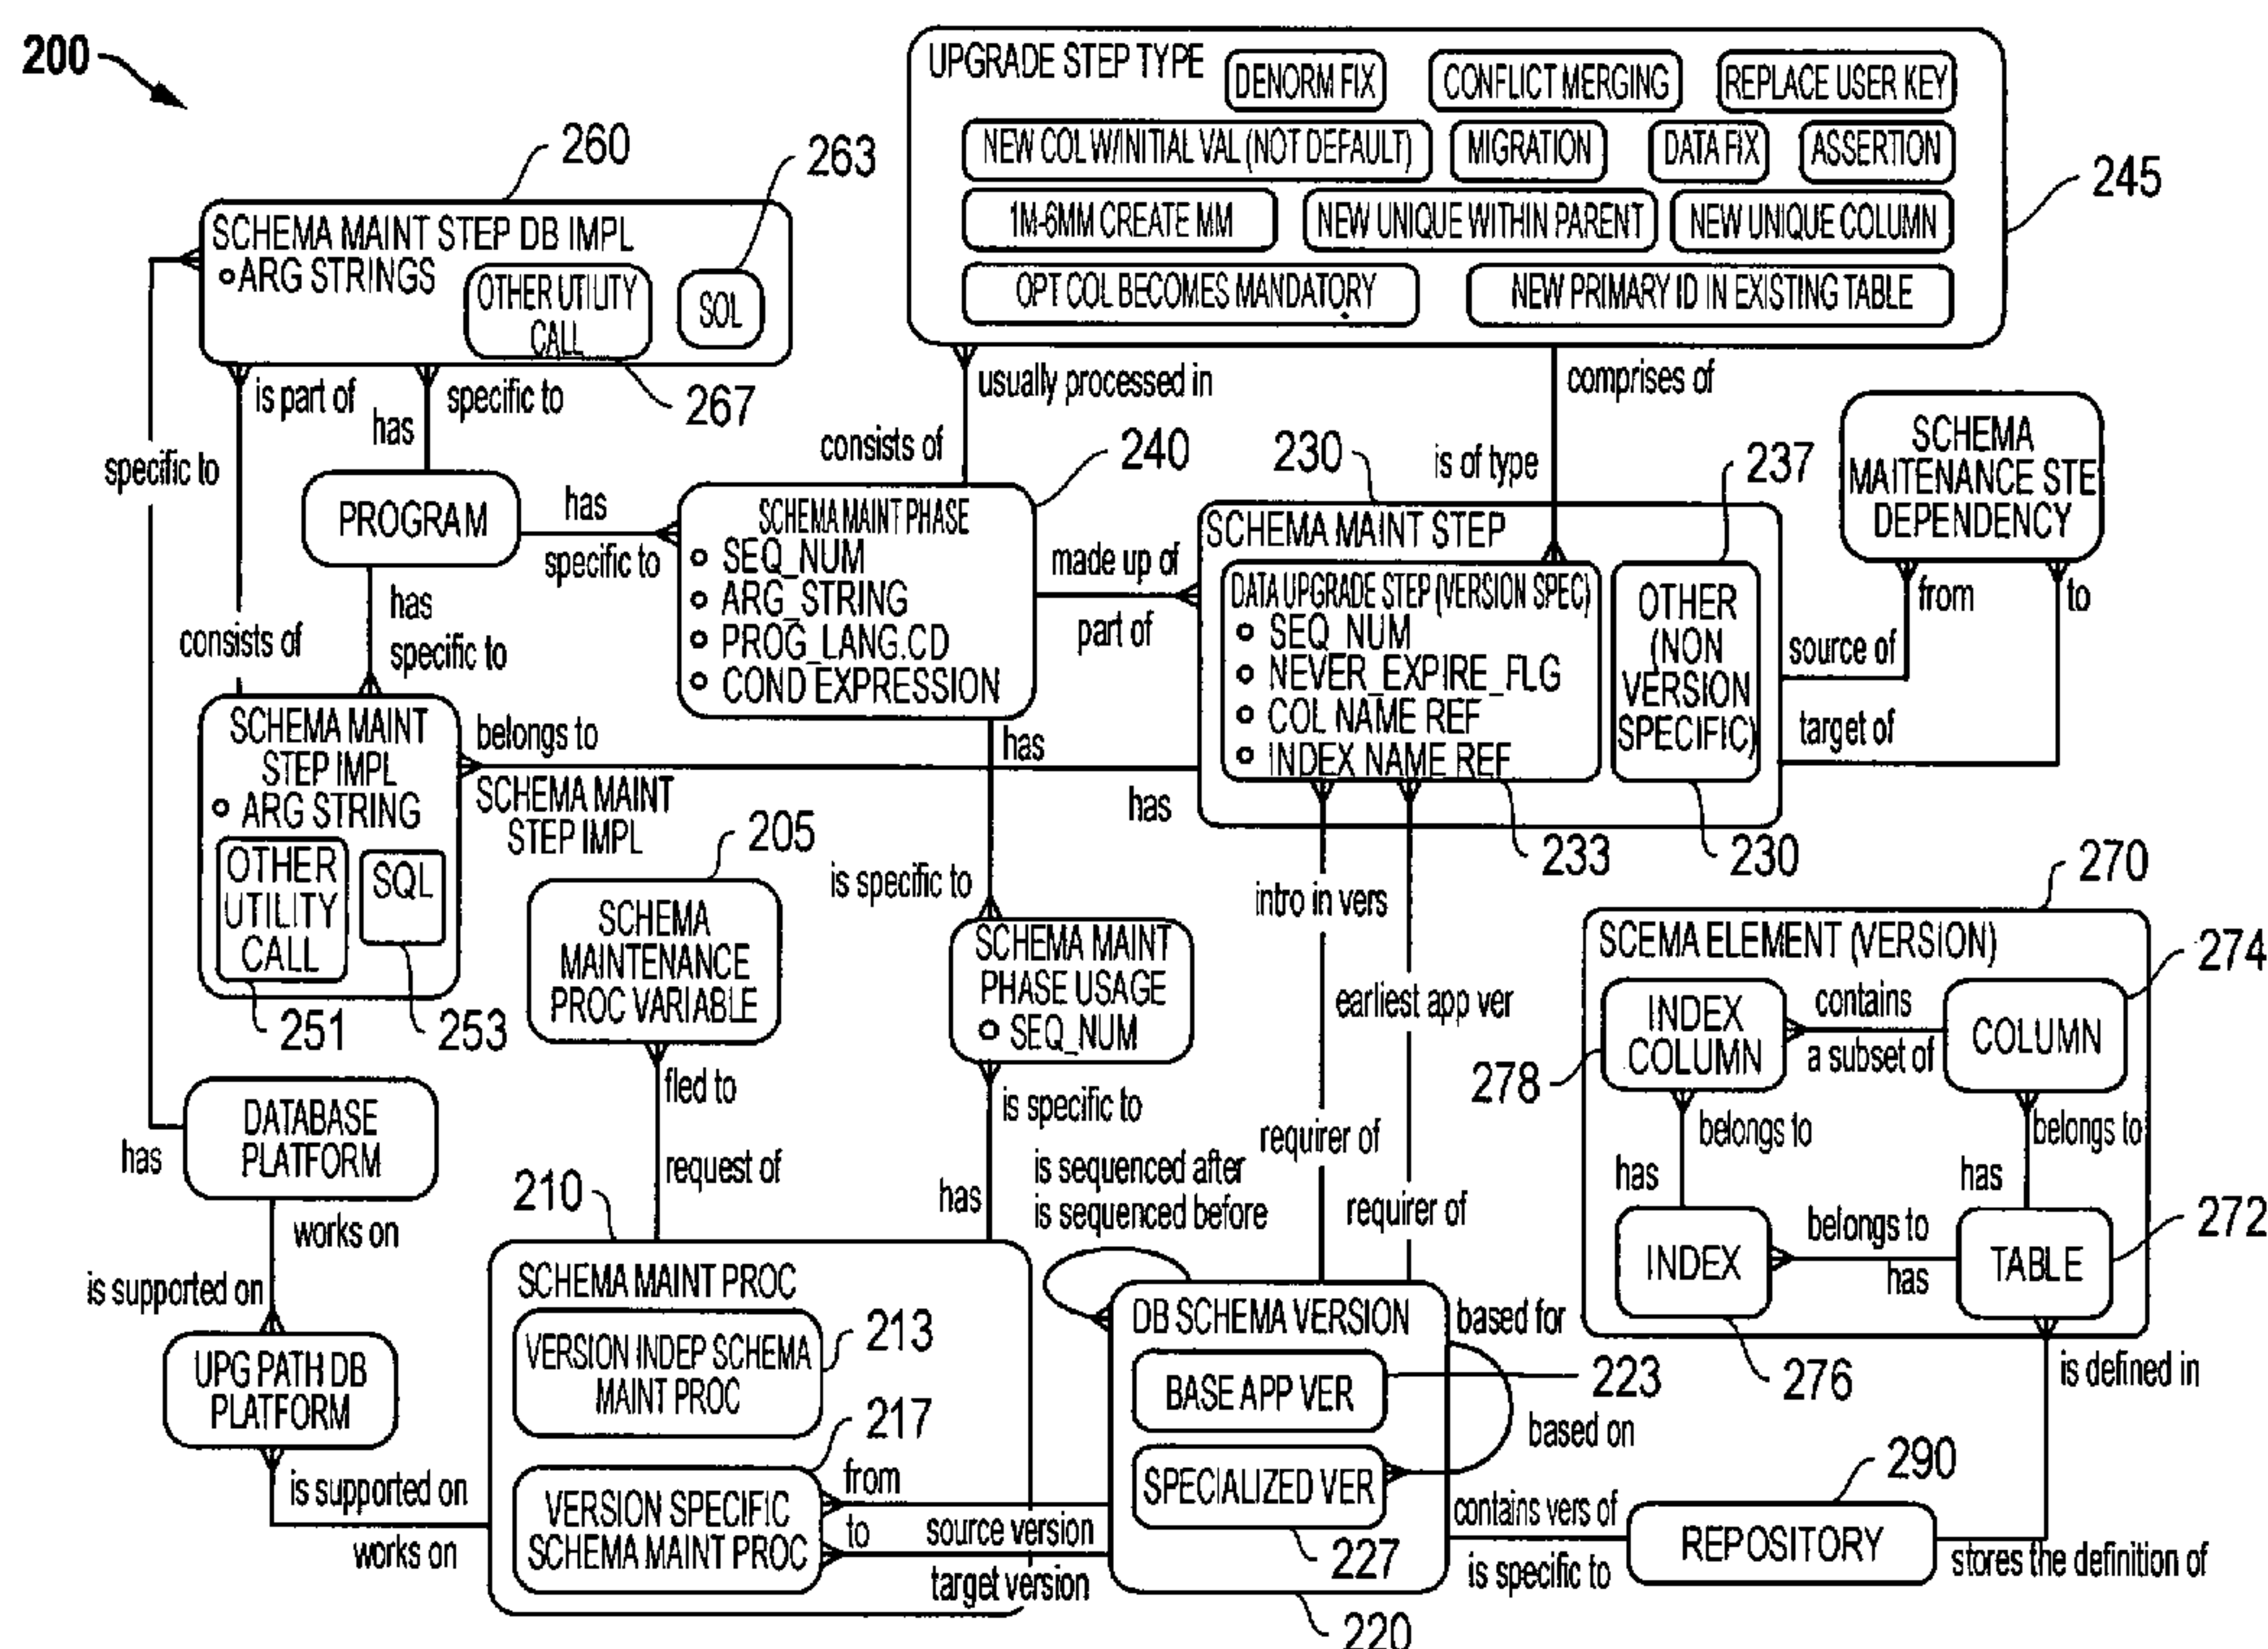 200
UPGRADE STEP TYPE
DENORM FIX
CONFLICT MERGING
REPLACE USER KEY
NEW COL W/INITIAL VAL (NOT DEFAULT)
MIGRATION
DATA FIX
ASSERTION
1M-6MM CREATE MM
NEW UNIQUE WITHIN PARENT
NEW UNIQUE COLUMN
OPT COL BECOMES MANDATORY
NEW PRIMARY ID IN EXISTING TABLE
245
260
263
SCHEMA MAINT STEP DB IMPL
ARG STRINGS
OTHER UTILITY
CALL
SOL
267
is part of
has
specific to
specific to
consists of
usually processed in
consists of
comprises of
is of type
PROGRAM
has
specific to
has
specific to
240
SCHEMA MAINT PHASE
SEQ_NUM
ARG_STRING
PROG_LANG.CD
COND EXPRESSION
made up of
part of
230
237
SCHEMA MAINT STEP
DATA UPGRADE STEP (VERSION SPEC)
SEQ_NUM
NEVER_EXPIRE_FLG
COL NAME REF
INDEX NAME REF
OTHER
(NON
VERSION
SPECIFIC)
233
230
SCHEMA
MAITENANCE STE
DEPENDENCY
from
to
source of
target of
SCHEMA MAINT
STEP IMPL
ARG STRING
OTHER
UTILITY
CALL
SQL
251
253
belongs to
SCHEMA MAINT
STEP IMPL
has
has
is specific to
205
SCHEMA
MAINTENANCE
PROC VARIABLE
fled to
request of
SCHEMA MAINT
PHASE USAGE
SEQ_NUM
is specific to
has
intro in vers
earliest app ver
requirer of
requirer of
is sequenced after
is sequenced before
270
SCEMA ELEMENT (VERSION)
274
INDEX
COLUMN
contains
a subset of
COLUMN
278
belongs to
has
belongs to
has
272
INDEX
belongs to
has
TABLE
276
is defined in
DATABASE
PLATFORM
has
works on
is supported on
UPG PATH DB
PLATFORM
is supported on
works on
210
SCHEMA MAINT PROC
VERSION INDEP SCHEMA
MAINT PROC
213
217
VERSION SPECIFIC
SCHEMA MAINT PROC
from
to
source version
target version
DB SCHEMA VERSION
BASE APP VER
SPECIALIZED VER
223
227
220
based for
based on
contains vers of
is specific to
290
REPOSITORY
stores the definition of